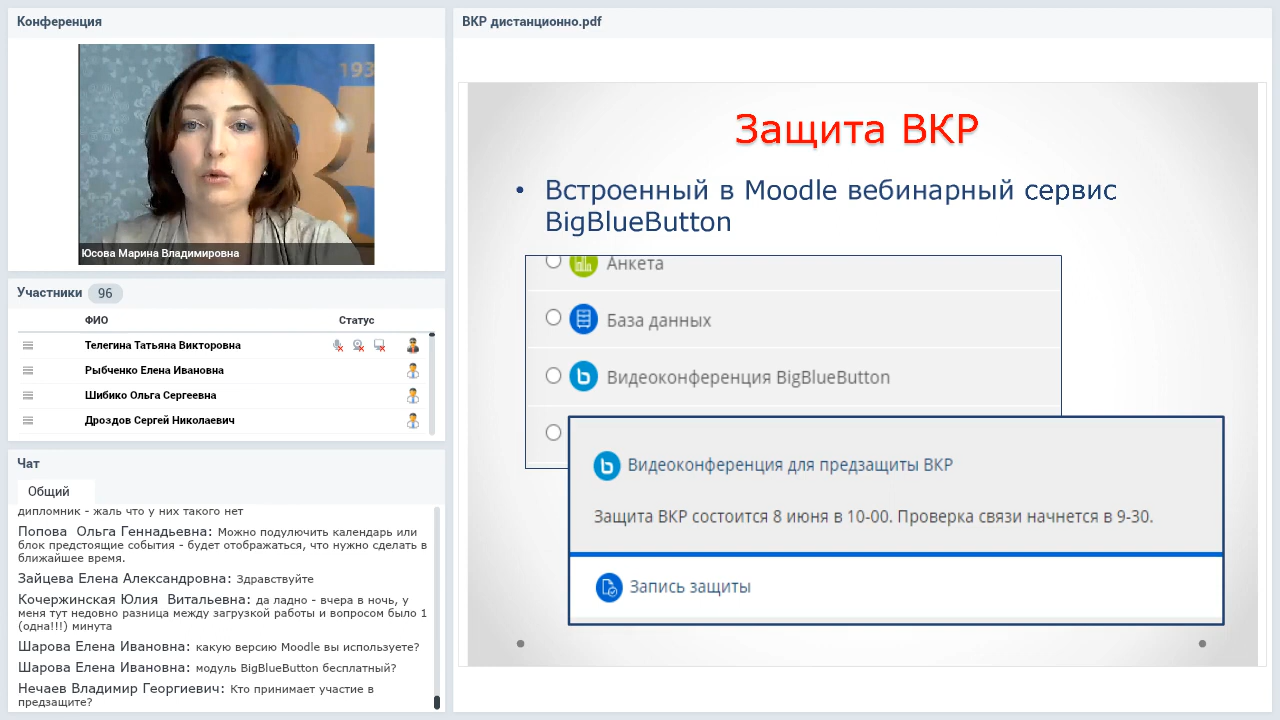 Конференция
193
Юсова Марина Владимировна
Участники 96
ФИО Статус
Телегина Татьяна Викторовна
Рыбченко Елена Ивановна
Шибико Ольга Сергеевна
Дроздов Сергей Николаевич
Чат
Общий
дипломник - жаль что у них такого нет
Попова Ольга Геннадьевна: Можно подулючить календарь или
блок предстоящие события - будет отображаться, что нужно сделать в
ближайшее время.
Зайцева Елена Александровна: Здравствуйте
Кочержинская Юлия Витальевна: да ладно - вчера в ночь, у
меня тут недовно разница между загрузкой работы и вопросом было 1
(одна!!!) минута
Шарова Елена Ивановна: какую версию Moodle вы используете?
Шарова Елена Ивановна: модуль BigBlueButton бесплатный?
Нечаев Владимир Георгиевич: Кто принимает участие в
предзащите?
ВКР дистанционно.pdf
Защита ВКР
• Встроенный в Moodle вебинарный сервис
BigBlueButton
Анкета
База данных
Видеоконференция BigBlueButton
Видеоконференция для предзащиты ВКР
Защита ВКР состоится 8 июня в 10-00. Проверка связи начнется в 9-30.
Запись защиты